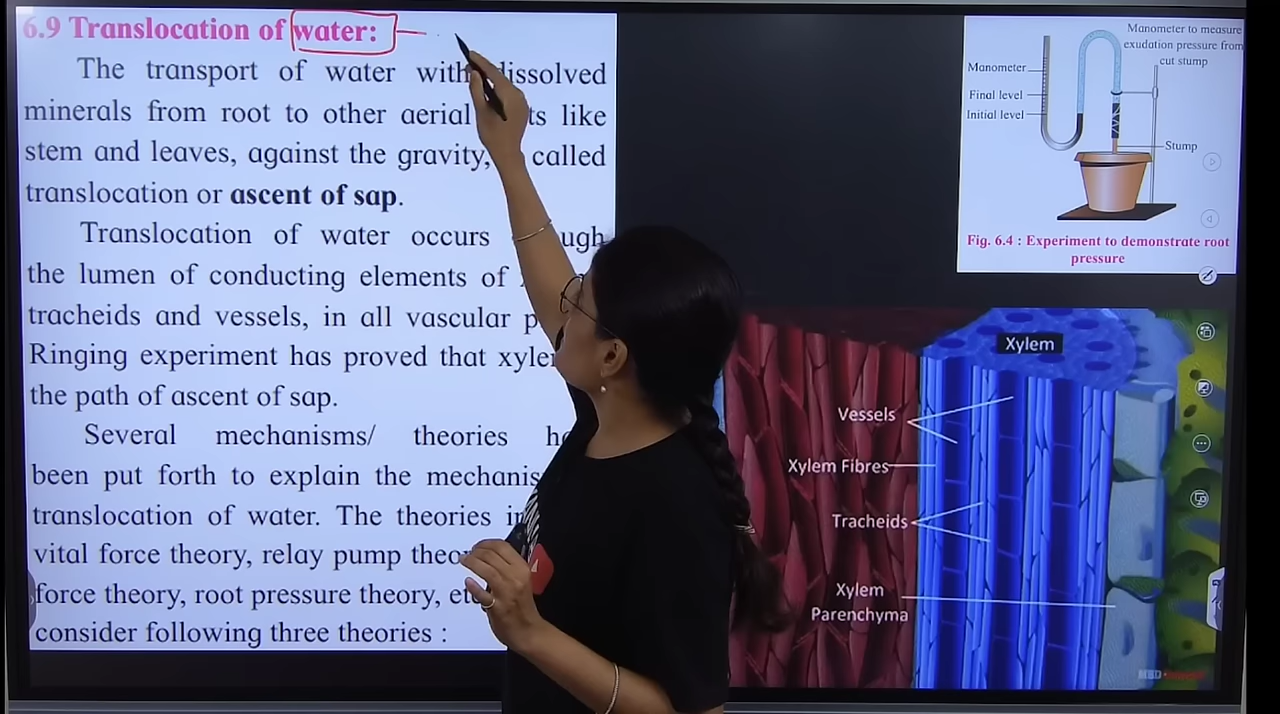 6.9 Translocation of water:
The transport of water with dissolved
minerals from root to other aerial like
stem and leaves, against the gravity, called
translocation or ascent of sap.
Translocation of water occurs
the lumen of conducting elements of
tracheids and vessels, in all vascular
Ringing experiment has proved that
the path of ascent of sap.
Several mechanisms/ theories
been put forth to explain the
translocation of water. The theories
vital force theory, relay pump
force theory, root pressure theory,
consider following three theories :
Manometer to measure
exudation pressure from
cut stump
Manometer
Final level
Initial level
Stump
Fig. 6.4 : Experiment to demonstrate root
pressure
Xylem
Vessels
Xylem Fibres
Tracheids
Xylem
Parenchyma